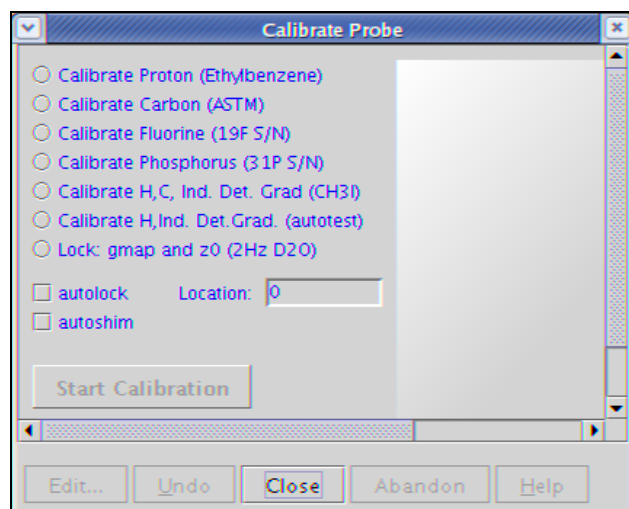 Calibrate Probe
Calibrate Proton (Ethylbenzene)
Calibrate Carbon (ASTM)
Calibrate Fluorine (19F S/N)
Calibrate Phosphorus (31P S/N)
Calibrate H,C, Ind. Det. Grad (CH3I)
Calibrate H,Ind. Det.Grad. (autotest)
Lock: gmap and z0 (2Hz D2O)
autolock Location: 0
autoshim
Start Calibration
Edit... Undo Close Abandon Help